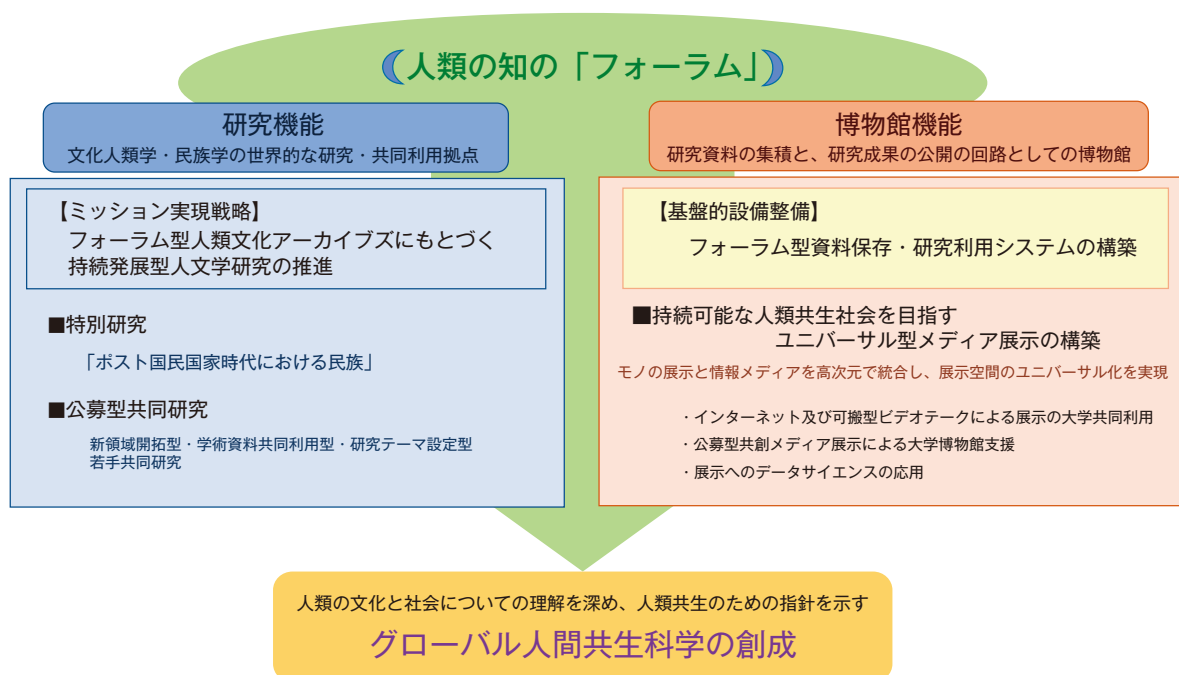 人類の知の「フォーラム」
研究機能
文化人類学・民族学の世界的な研究・共同利用拠点
【ミッション実現戦略】
フォーラム型人類文化アーカイブズにもとづく
持続発展型人文学研究の推進
■特別研究
「ポスト国民国家時代における民族」
■公募型共同研究
新領域開拓型・学術資料共同利用型・研究テーマ設定型
若手共同研究
博物館機能
研究資料の集積と、研究成果の公開の回路としての博物館
【基盤的設備整備】
フォーラム型資料保存・研究利用システムの構築
■持続可能な人類共生社会を目指す
ユニバーサル型メディア展示の構築
モノの展示と情報メディアを高次元で統合し、展示空間のユニバーサル化を実現
・インターネット及び可搬型ビデオテークによる展示の大学共同利用
・公募型共創メディア展示による大学博物館支援
・展示へのデータサイエンスの応用
人類の文化と社会についての理解を深め、人類共生のための指針を示す
グローバル人間共生科学の創成